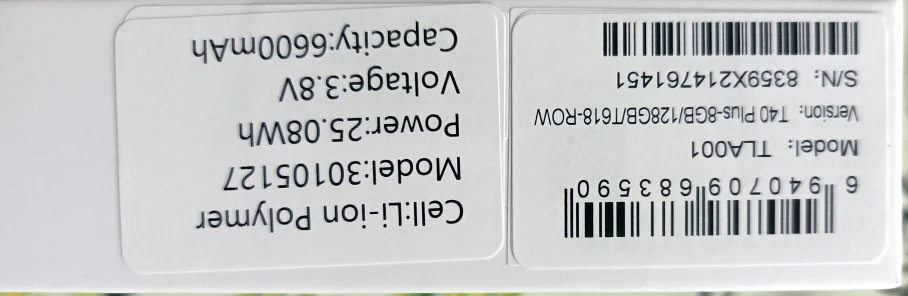 6 940709 683590
Model: TLA001
Version: T40 Plus-8GB/128GB/T618-ROW
S/N: 8359X214761451
Cell:Li-ion Polymer
Model:30105127
Power:25.08Wh
Voltage:3.8V
Capacity:6600mAh